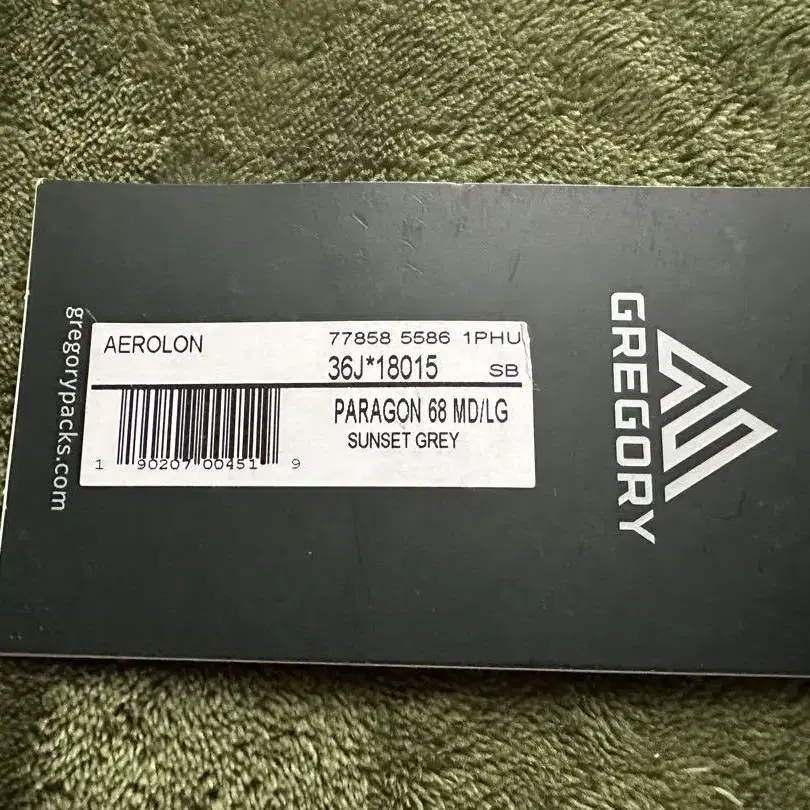 gregorypacks.com
AEROLON
77858 5586 1PHU
36J*18015 SB
PARAGON 68 MD/LG
SUNSET GREY
1 90207 00451 9
GREGORY